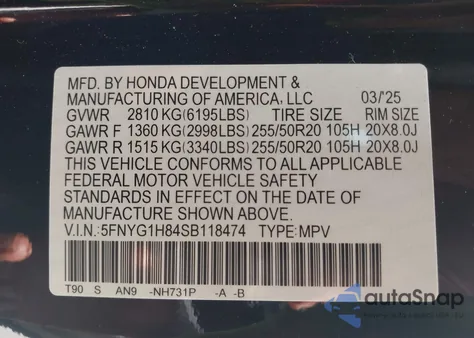 MFD. BY HONDA DEVELOPMENT &
MANUFACTURING OF AMERICA, LLC 03/'25
GVWR 2810 KG(6195LBS) TIRE SIZE RIM SIZE
GAWR F 1360 KG(2998LBS) 255/50R20 105H 20X8.0J
GAWR R 1515 KG(3340LBS) 255/50R20 105H 20X8.0J
THIS VEHICLE CONFORMS TO ALL APPLICABLE
FEDERAL MOTOR VEHICLE SAFETY
STANDARDS IN EFFECT ON THE DATE OF
MANUFACTURE SHOWN ABOVE.
V.I.N.:5FNYG1H84SB118474 TYPE:MPV
T90 S AN9 -NH731P -A -B
autoSnap